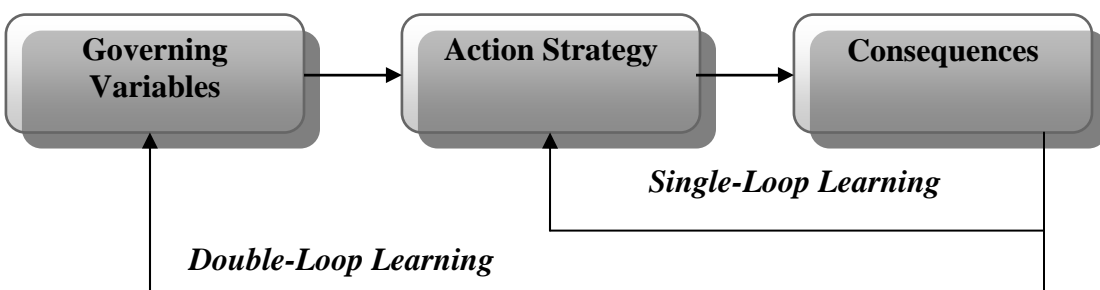 Governing
Variables
Action Strategy
Consequences
Single-Loop Learning
Double-Loop Learning